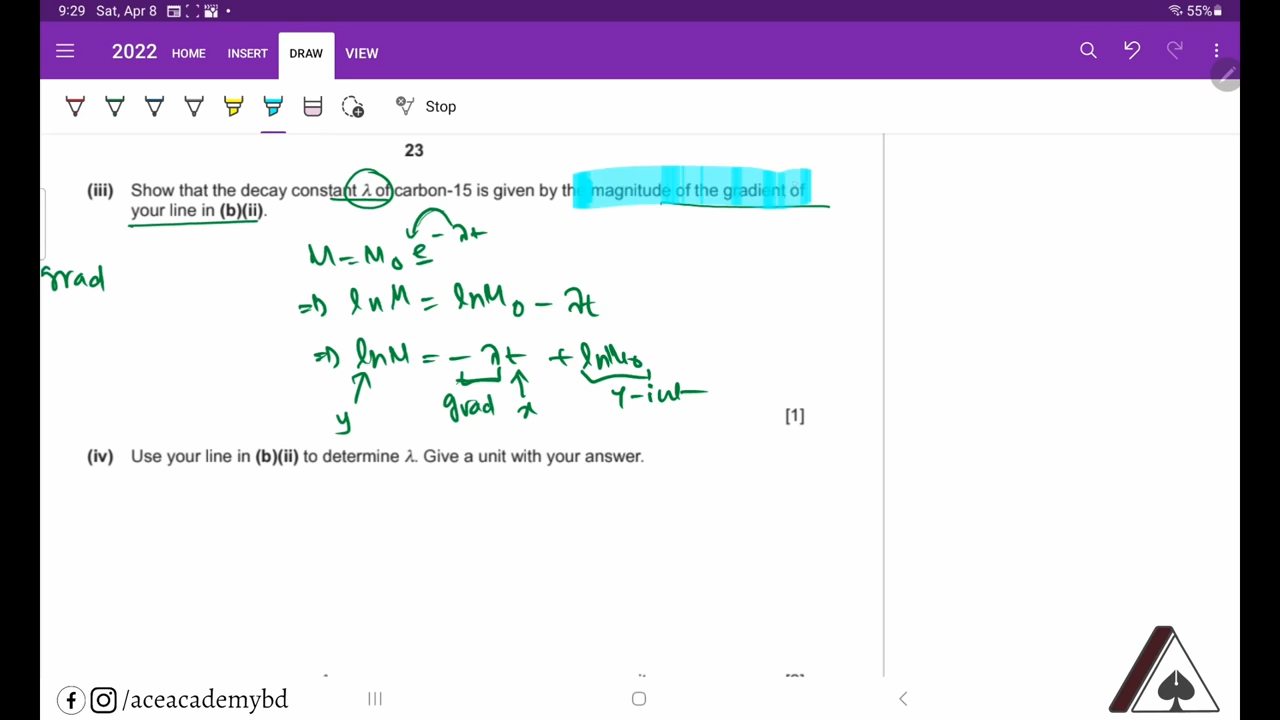 9:29 Sat, Apr 8
55%
2022 HOME INSERT DRAW VIEW
Stop
23
(iii) Show that the decay constant λ of carbon-15 is given by the magnitude of the gradient of
your line in (b)(ii).
M = M₀ e^-λt
grad
⇒ ln M = ln M₀ - λt
⇒ ln M = - λt + ln M₀
y grad x y-int
[1]
(iv) Use your line in (b)(ii) to determine λ. Give a unit with your answer.
/aceacademybd